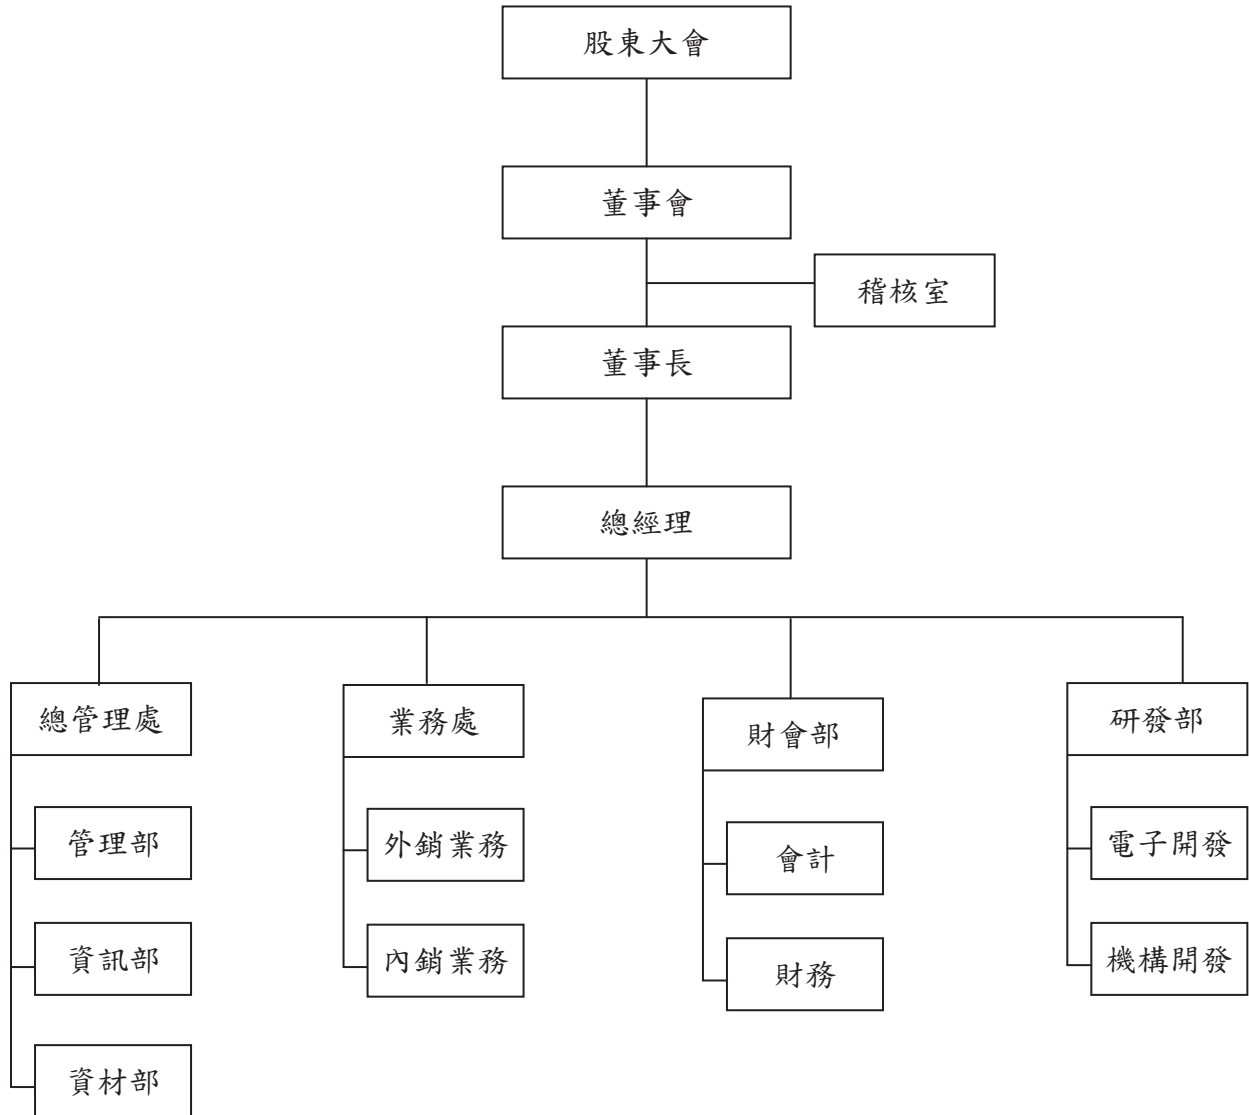 股東大會
董事會
稽核室
董事長
總經理
總管理處
管理部
資訊部
資材部
業務處
外銷業務
內銷業務
財會部
會計
財務
研發部
電子開發
機構開發